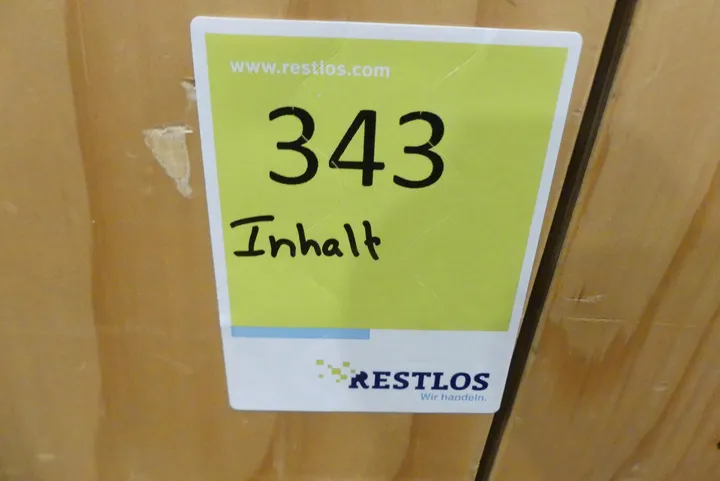 www.restlos.com
343
Inhalt
RESTLOS
Wir handeln.